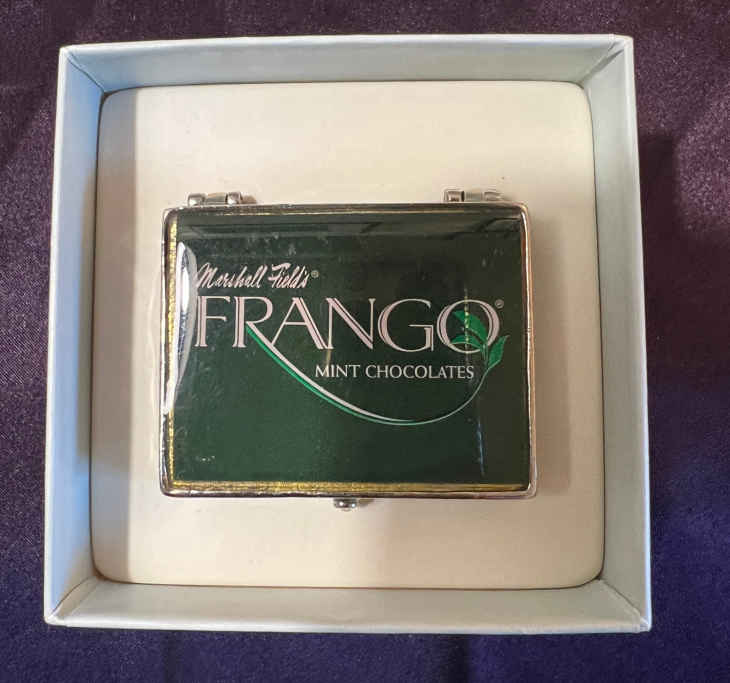 Marshall Field's®
FRANGO®
MINT CHOCOLATES